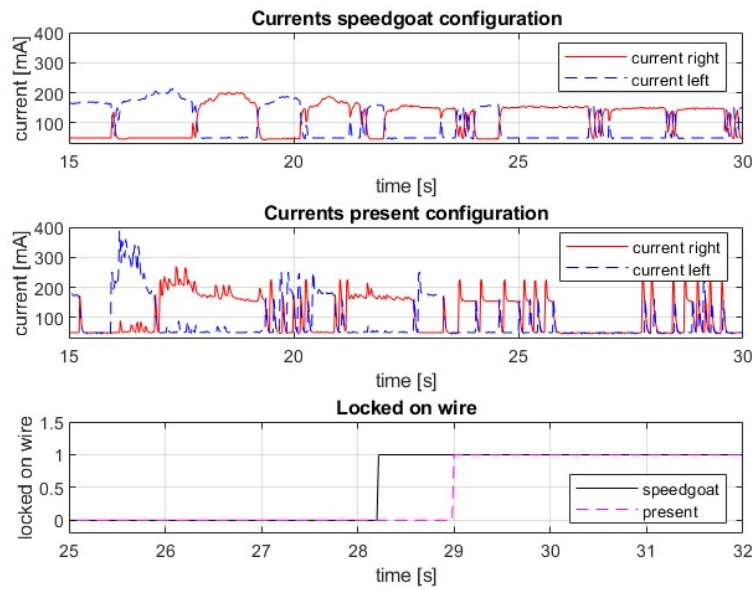 Currents speedgoat configuration
400
300
200
100
current [mA]
current right
current left
15 20 25 30
time [s]
Currents present configuration
400
300
200
100
current [mA]
current right
current left
15 20 25 30
time [s]
Locked on wire
1.5
1
0.5
0
locked on wire
speedgoat
present
25 26 27 28 29 30 31 32
time [s]